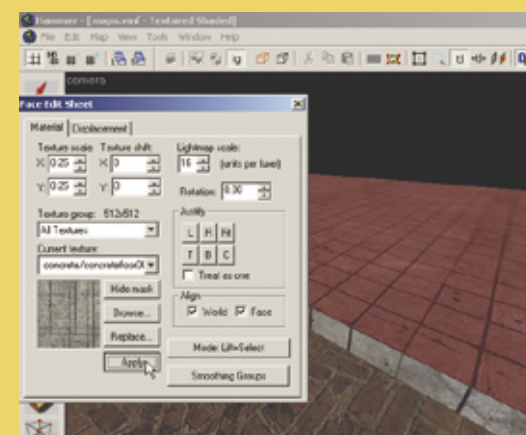 Hammer - [mapa.vmf - Textured Shaded]
File Edit Map View Tools Window Help
camera
Face Edit Sheet
Material Displacement
Texture scale: Texture shift: Lightmap scale:
X: 0.25 X: 0 16 (units per luxel)
Y: 0.25 Y: 0 Rotation: 0.00
Texture group: 512x512 Justify
All Textures L R Fit
Current texture: T B C
Treat as one
Hide mask Align
Browse... World Face
Replace...
Apply Mode: Lift+Select
Smoothing Groups